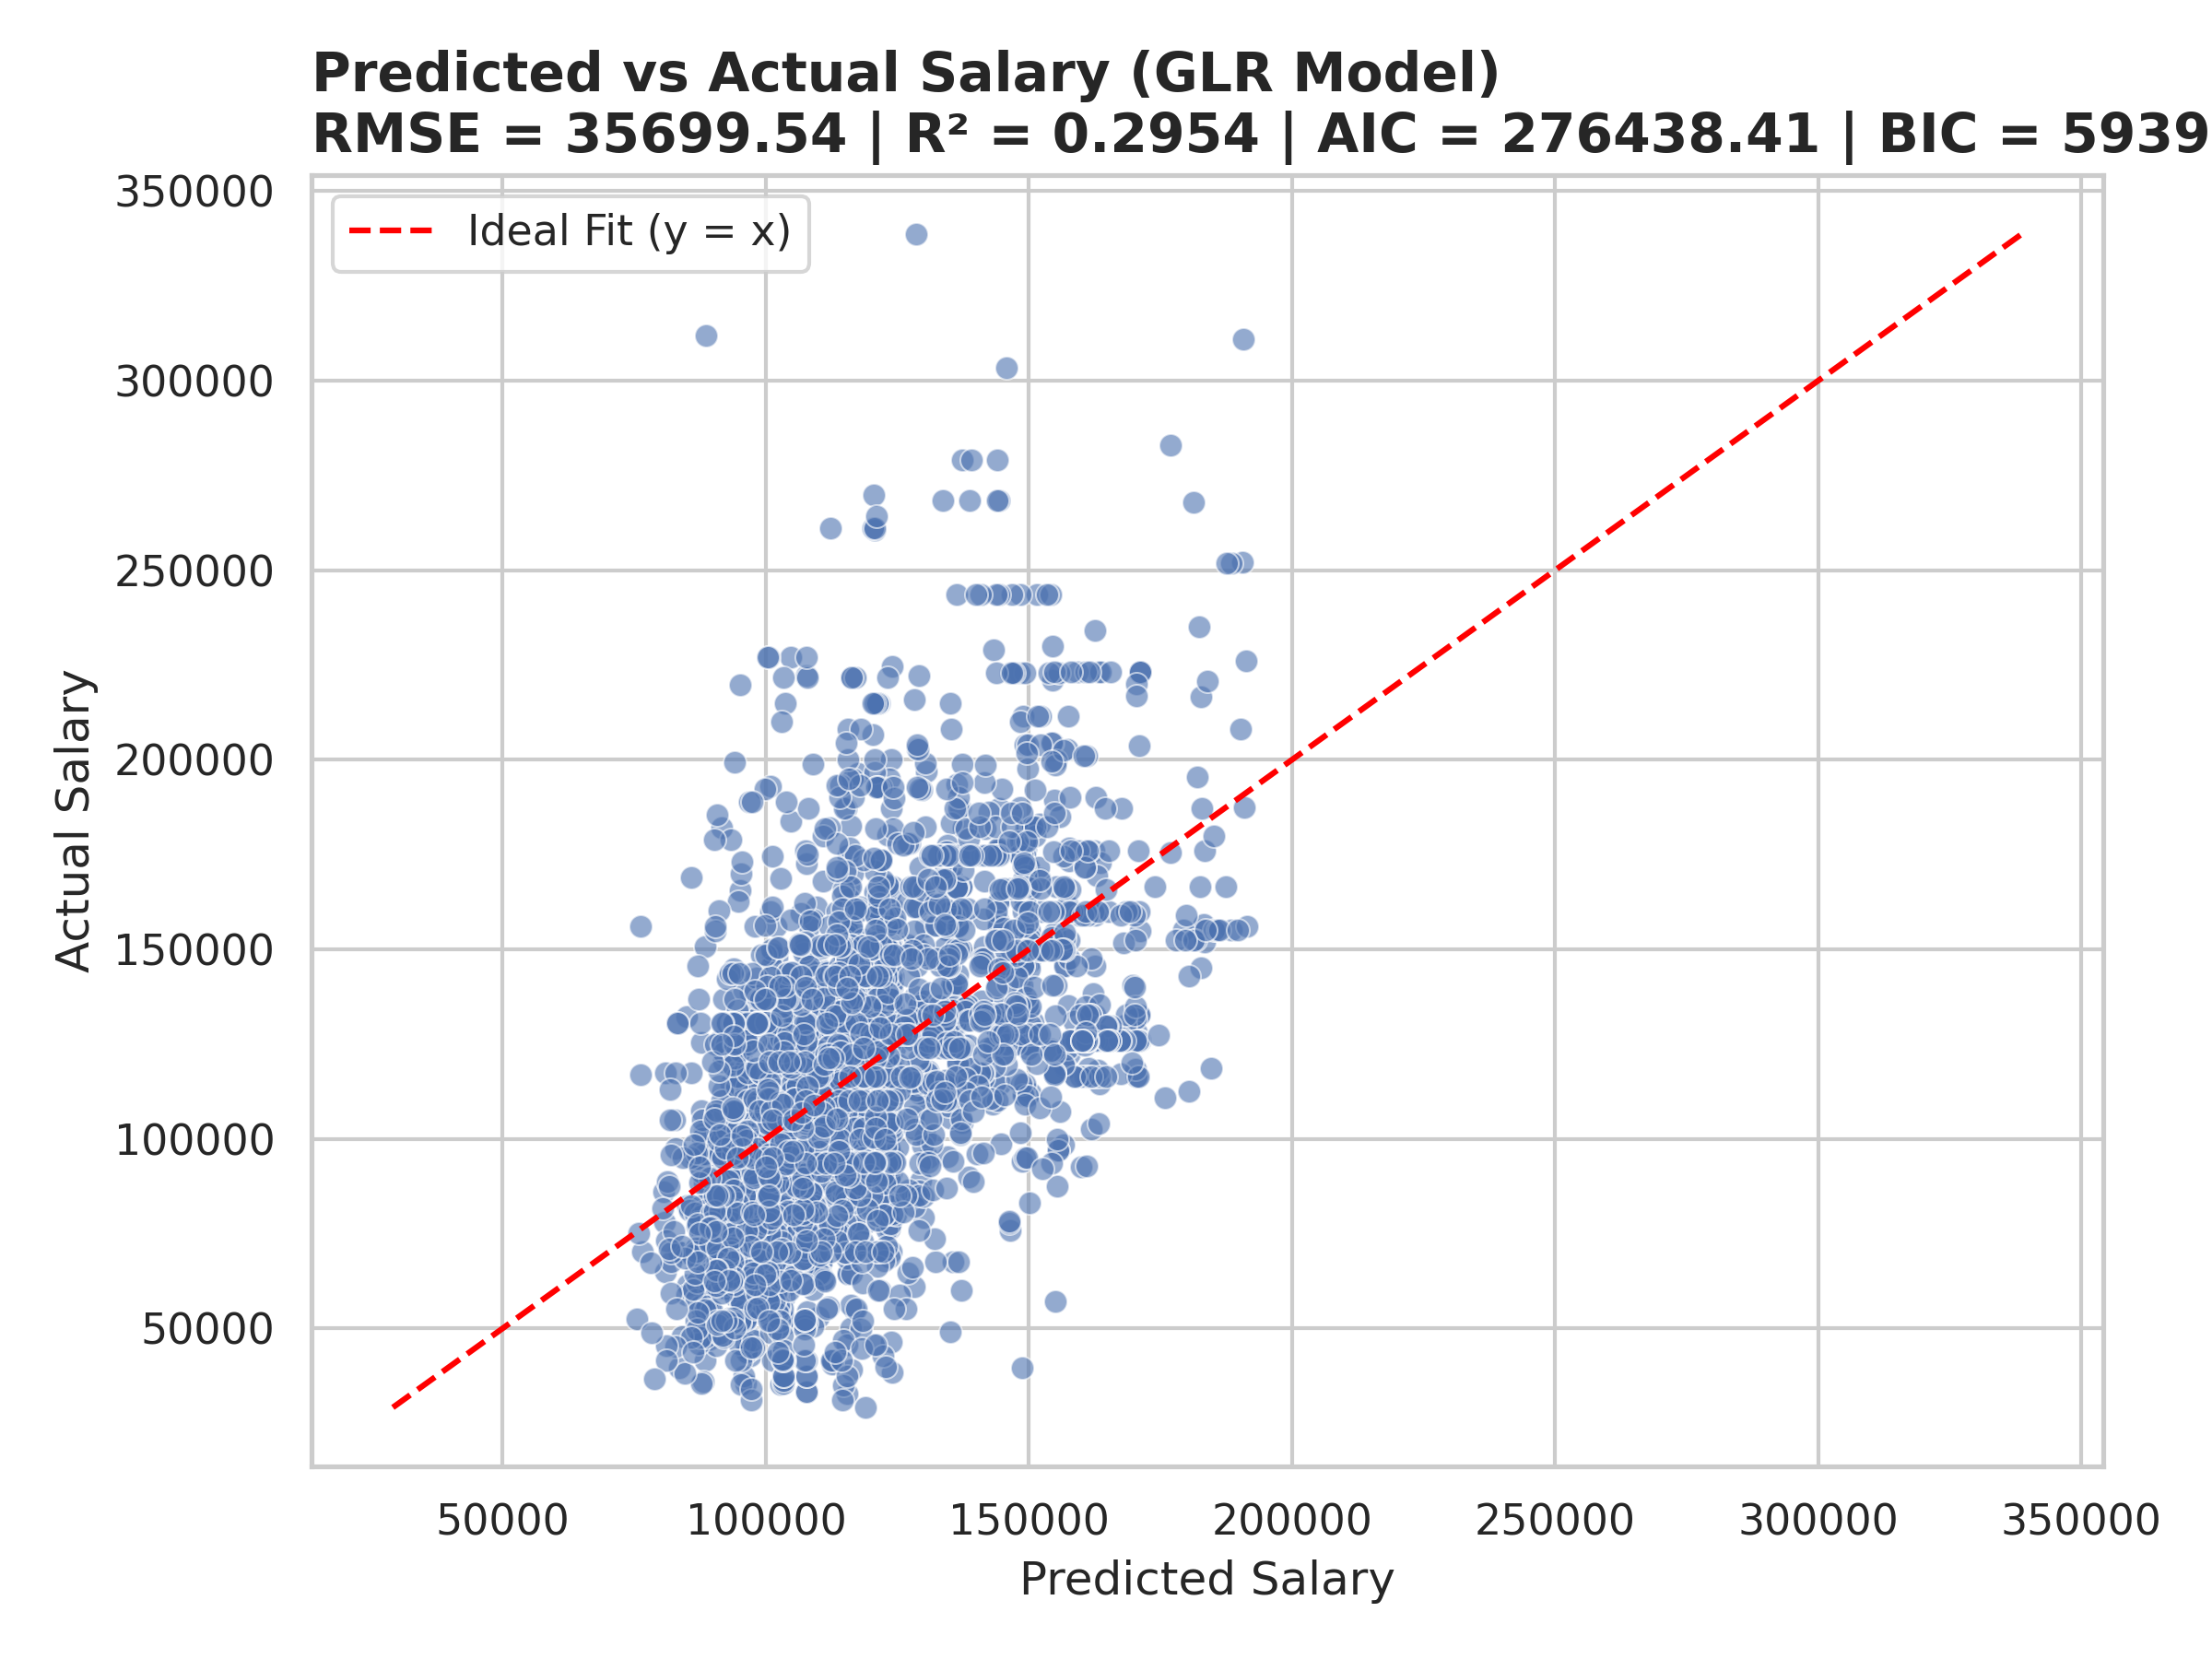 Predicted vs Actual Salary (GLR Model)
RMSE = 35699.54 | R² = 0.2954 | AIC = 276438.41 | BIC = 5939
Ideal Fit (y = x)
350000
300000
250000
200000
150000
100000
50000
Actual Salary
50000 100000 150000 200000 250000 300000 350000
Predicted Salary